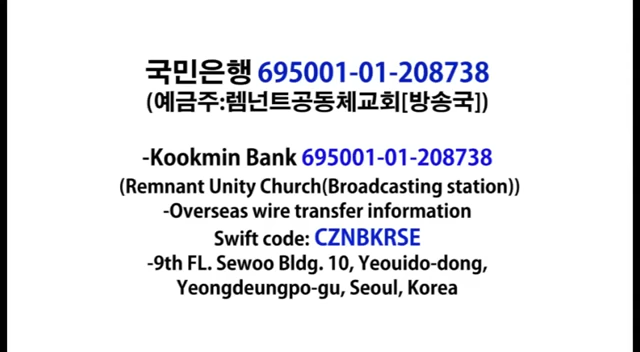 국민은행 695001-01-208738
(예금주:렘넌트공동체교회[방송국])
-Kookmin Bank 695001-01-208738
(Remnant Unity Church(Broadcasting station))
-Overseas wire transfer information
Swift code: CZNBKRSE
-9th FL. Sewoo Bldg. 10, Yeouido-dong,
Yeongdeungpo-gu, Seoul, Korea